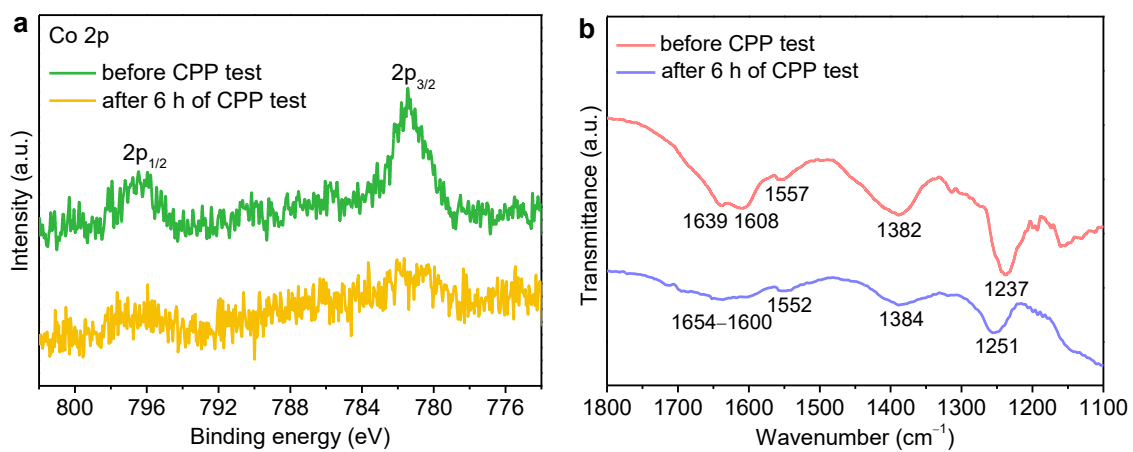 a
Co 2p
before CPP test
after 6 h of CPP test
2p1/2
2p3/2
Intensity (a.u.)
800 796 792 788 784 780 776
Binding energy (eV)
b
before CPP test
after 6 h of CPP test
1639 1608
1557
1382
1237
1654–1600
1552
1384
1251
Transmittance (a.u.)
1800 1700 1600 1500 1400 1300 1200 1100
Wavenumber (cm−1)